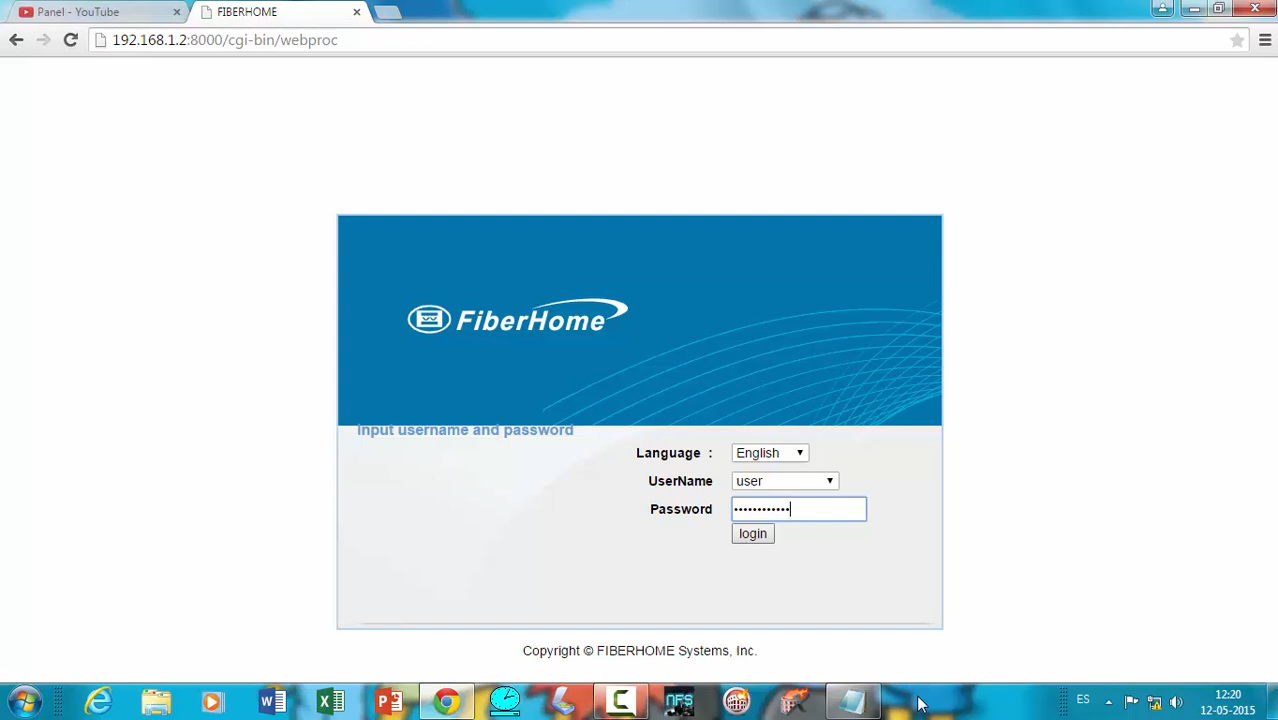 Panel - YouTube
FIBERHOME
192.168.1.2:8000/cgi-bin/webproc
FiberHome
Input username and password
Language :
English
UserName
user
Password
••••••••••••
login
Copyright © FIBERHOME Systems, Inc.
ES
12:20
12-05-2015
NFS